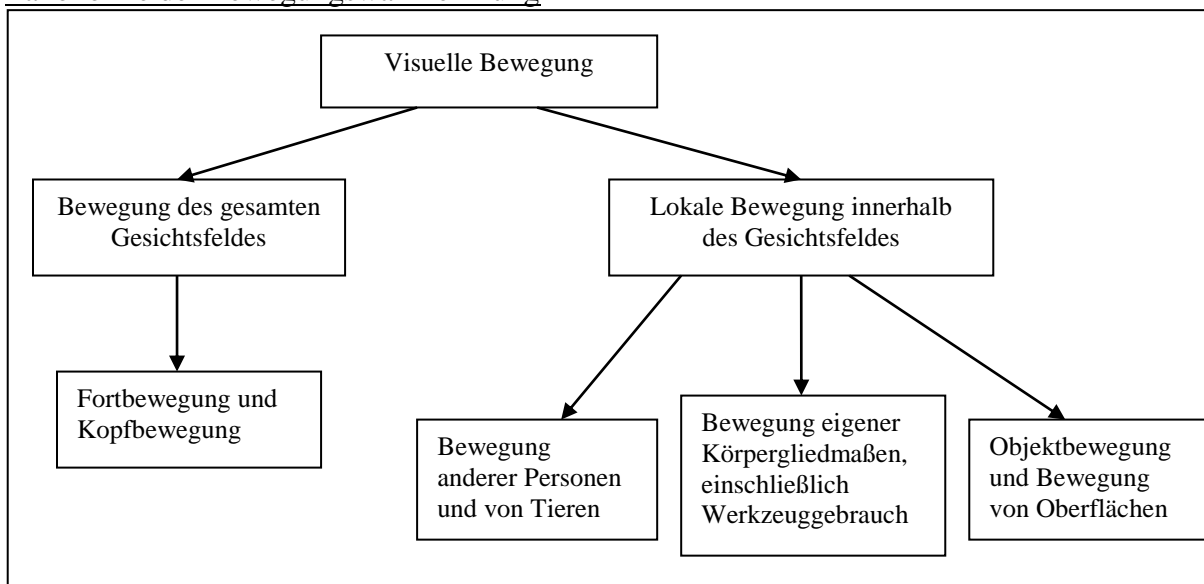 Visuelle Bewegung
Bewegung des gesamten
Gesichtsfeldes
Lokale Bewegung innerhalb
des Gesichtsfeldes
Fortbewegung und
Kopfbewegung
Bewegung
anderer Personen
und von Tieren
Bewegung eigener
Körpergliedmaßen,
einschließlich
Werkzeuggebrauch
Objektbewegung
und Bewegung
von Oberflächen